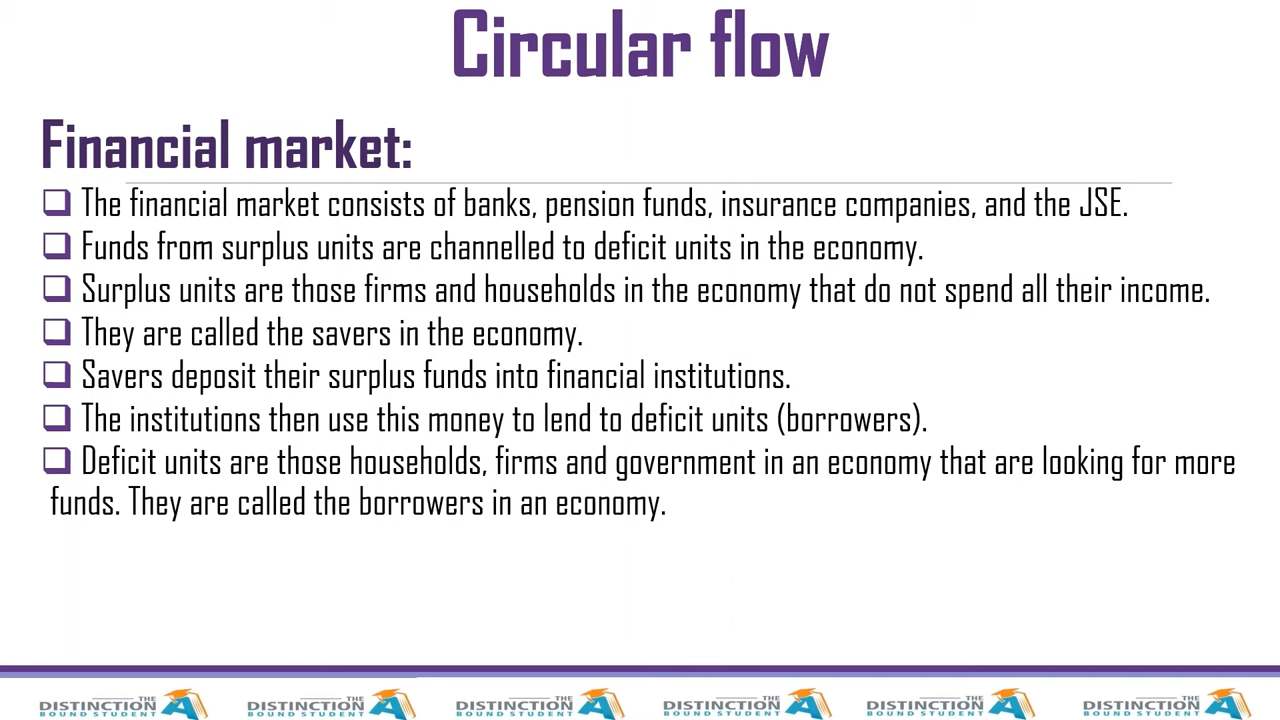 Circular flow
Financial market:
The financial market consists of banks, pension funds, insurance companies, and the JSE.
Funds from surplus units are channelled to deficit units in the economy.
Surplus units are those firms and households in the economy that do not spend all their income.
They are called the savers in the economy.
Savers deposit their surplus funds into financial institutions.
The institutions then use this money to lend to deficit units (borrowers).
Deficit units are those households, firms and government in an economy that are looking for more
funds. They are called the borrowers in an economy.
THE DISTINCTION BOUND STUDENT A
THE DISTINCTION BOUND STUDENT A
THE DISTINCTION BOUND STUDENT A
THE DISTINCTION BOUND STUDENT A
THE DISTINCTION BOUND STUDENT A
THE DISTINCTION BOUND STUDENT A